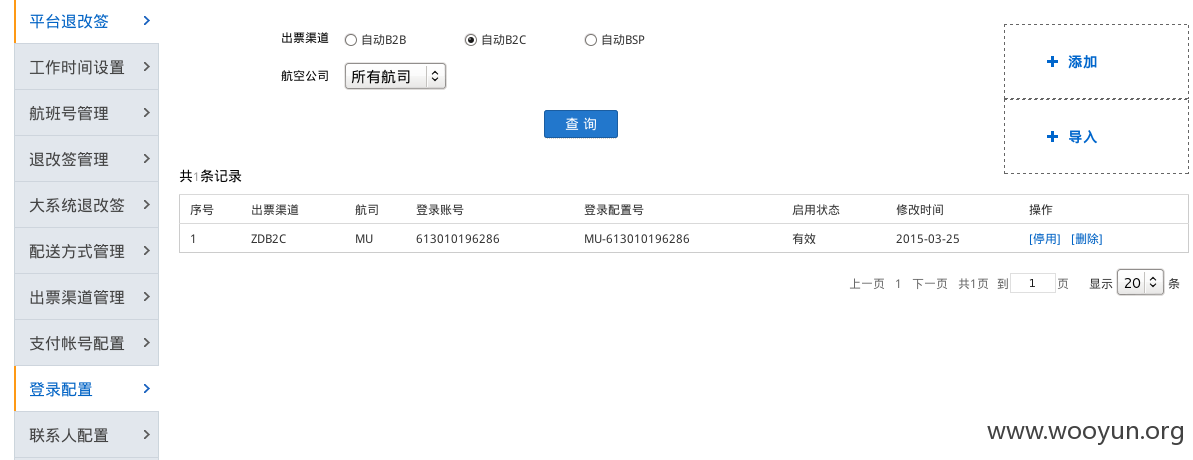 平台退改签
工作时间设置
航班号管理
退改签管理
大系统退改签
配送方式管理
出票渠道管理
支付帐号配置
登录配置
联系人配置
出票渠道 自动B2B 自动B2C 自动BSP
航空公司 所有航司
查 询
添加
导入
共1条记录
序号 出票渠道 航司 登录账号 登录配置号 启用状态 修改时间 操作
1 ZDB2C MU 613010196286 MU-613010196286 有效 2015-03-25 [停用] [删除]
上一页 1 下一页 共1页 到 1 页 显示 20 条
www.wooyun.org